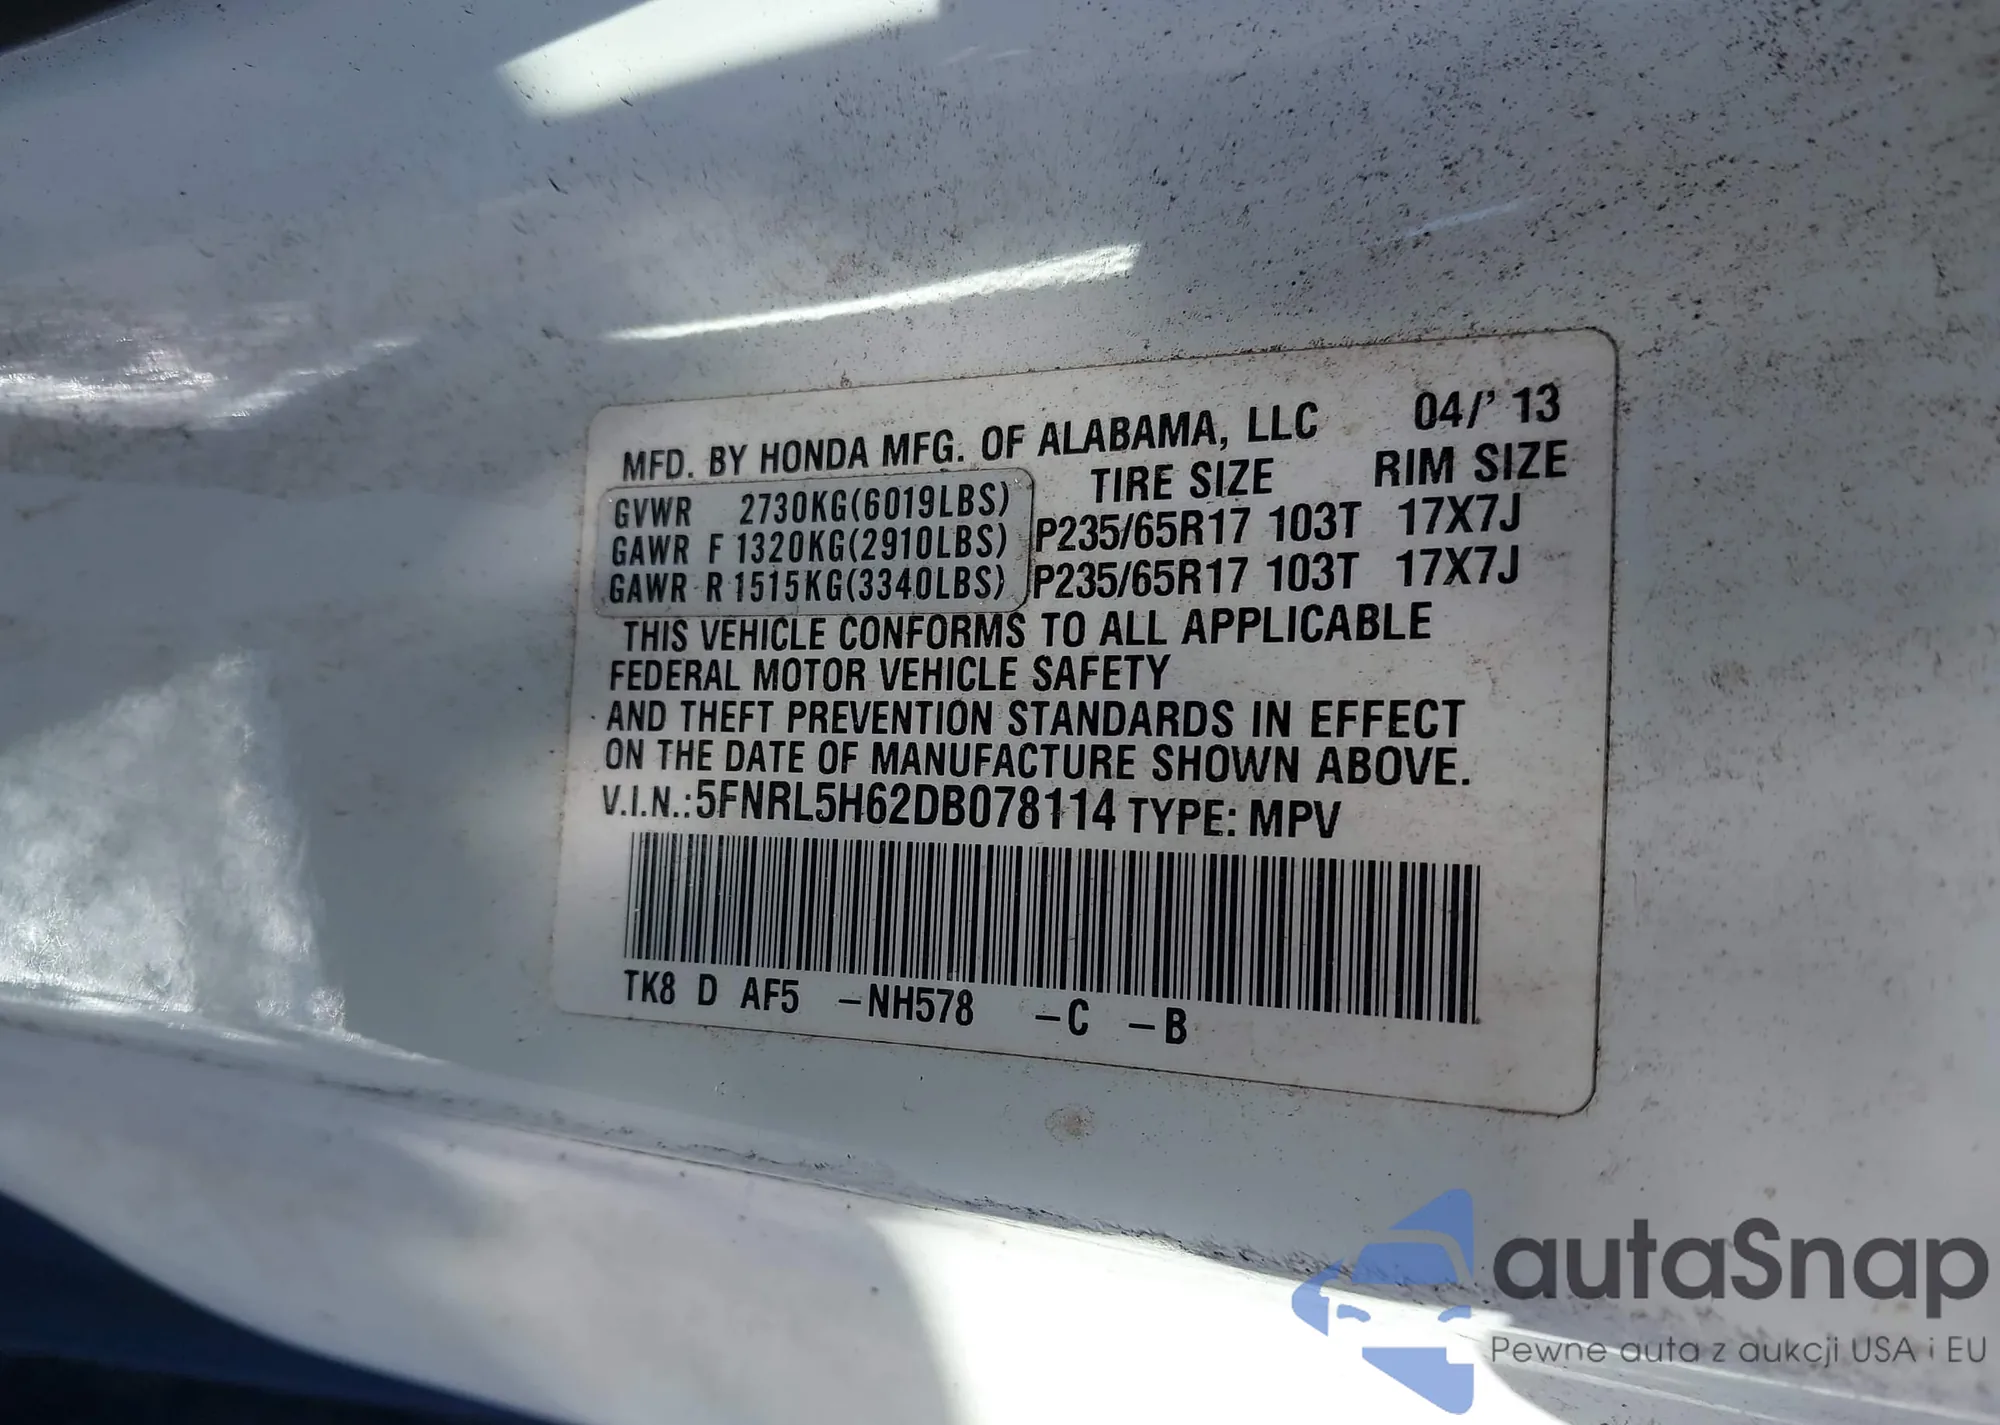 MFD. BY HONDA MFG. OF ALABAMA, LLC 04/' 13
TIRE SIZE RIM SIZE
GVWR 2730KG(6019LBS)
GAWR F 1320KG(2910LBS) P235/65R17 103T 17X7J
GAWR R 1515KG(3340LBS) P235/65R17 103T 17X7J
THIS VEHICLE CONFORMS TO ALL APPLICABLE
FEDERAL MOTOR VEHICLE SAFETY
AND THEFT PREVENTION STANDARDS IN EFFECT
ON THE DATE OF MANUFACTURE SHOWN ABOVE.
V.I.N.:5FNRL5H62DB078114 TYPE: MPV
TK8 D AF5 -NH578 -C -B
autaSnap
Pewne auta z aukcji USA i EU